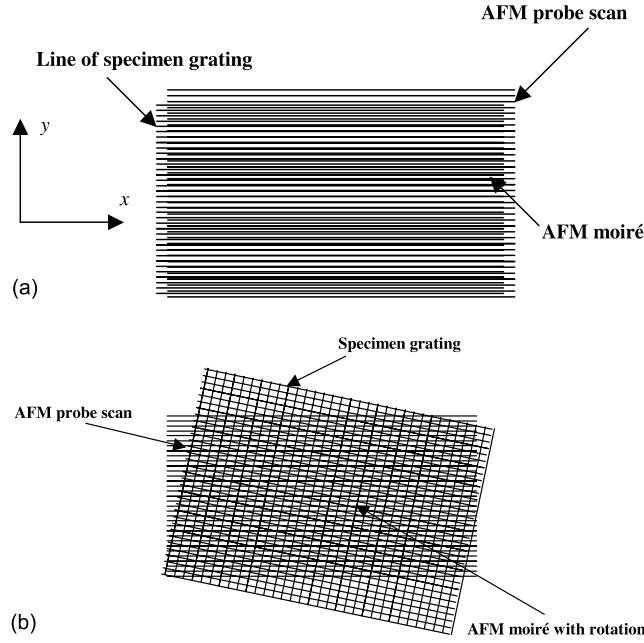 AFM probe scan
Line of specimen grating
y
x
AFM moiré
(a)
Specimen grating
AFM probe scan
AFM moiré with rotation
(b)